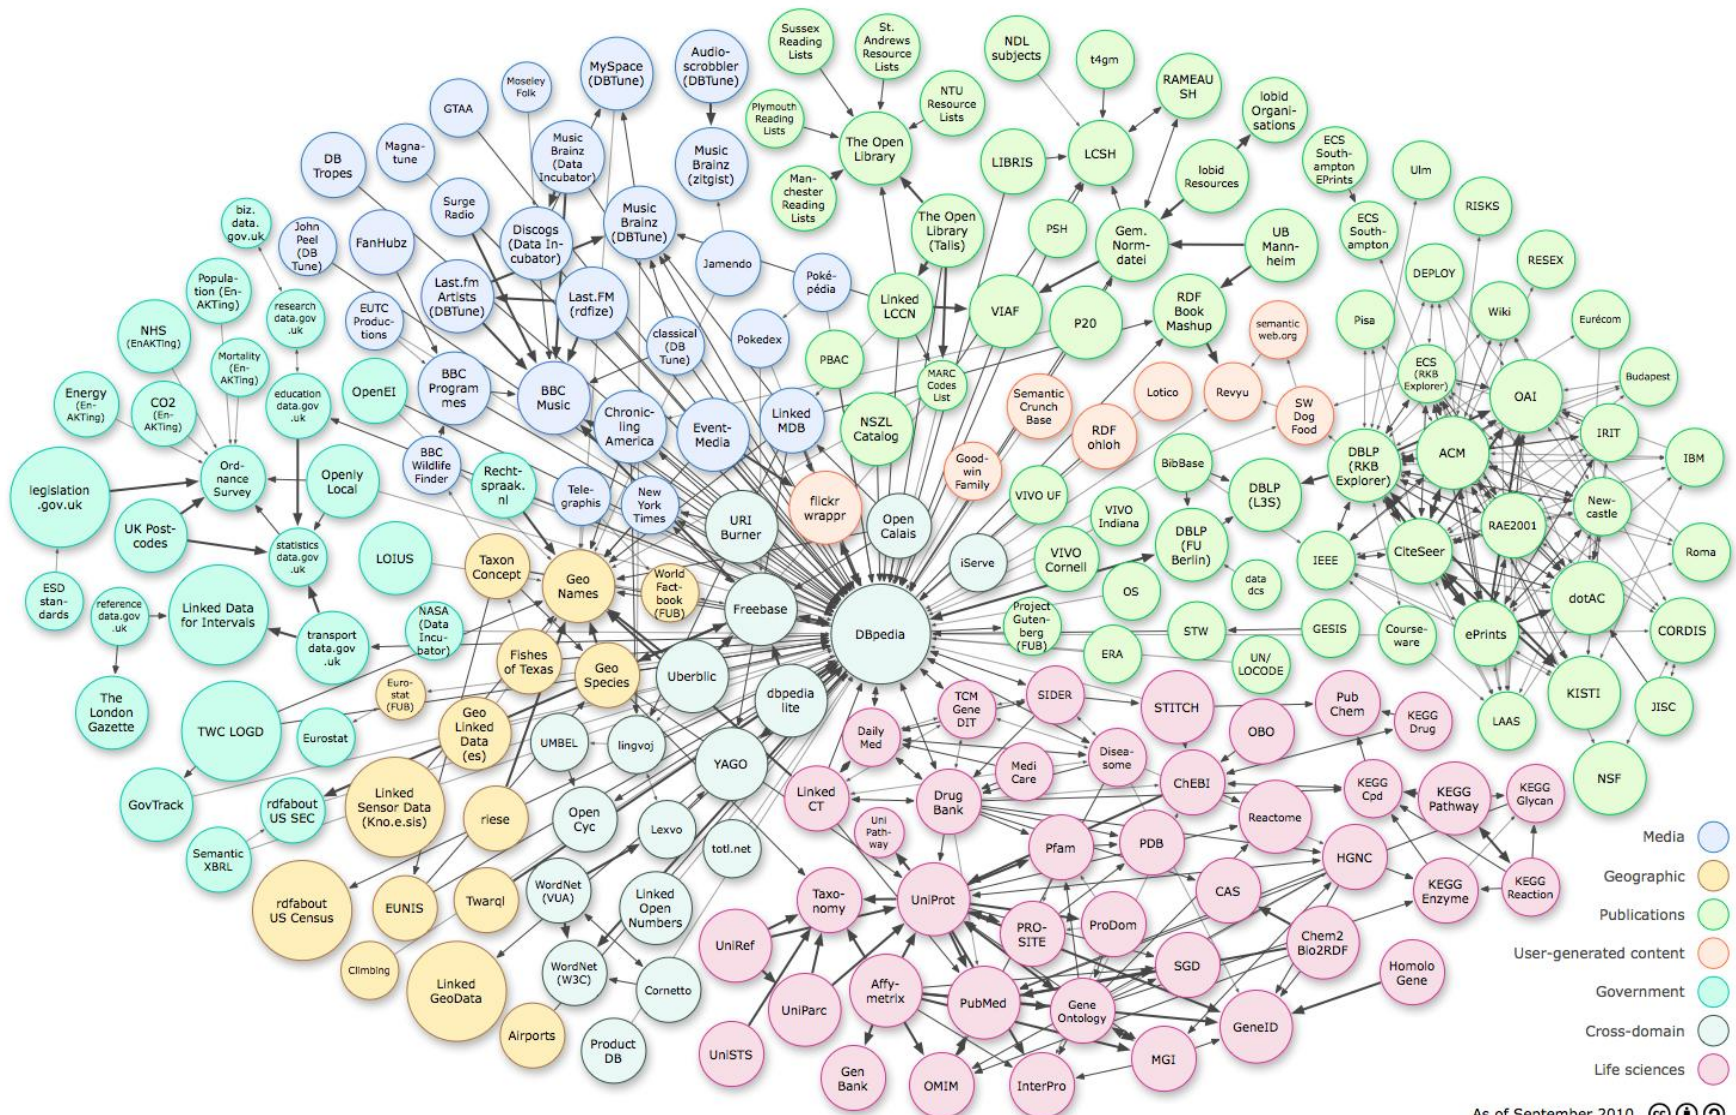 Sussex
Reading
Lists
St.
Andrews
Resource
Lists
NDL
subjects
t4gm
RAMEAU
SH
lobid
Organi-
sations
MySpace
(DBTune)
Audio-
scrobbler
(DBTune)
Moseley
Folk
GTAA
Plymouth
Reading
Lists
NTU
Resource
Lists
The Open
Library
LIBRIS
LCSH
lobid
Resources
ECS
South-
ampton
EPrints
Ulm
RISKS
DB
Tropes
Magna-
tune
Music
Brainz
(Data
Incubator)
Music
Brainz
(zitgist)
Man-
chester
Reading
Lists
The Open
Library
(Talis)
PSH
Gem.
Norm-
datei
UB
Mann-
heim
ECS
South-
ampton
RESEX
biz.
data.
gov.uk
John
Peel
(DB
Tune)
FanHubz
Surge
Radio
Discogs
(Data In-
cubator)
Music
Brainz
(DBTune)
Jamendo
Poké-
pédia
Linked
LCCN
VIAF
P20
RDF
Book
Mashup
semantic
web.org
DEPLOY
Wiki
Eurécom
Pisa
Popula-
tion (En-
AKTing)
research
data.gov
.uk
EUTC
Produc-
tions
Last.fm
Artists
(DBTune)
Last.FM
(rdfize)
classical
(DB
Tune)
Pokedex
PBAC
MARC
Codes
List
NHS
(EnAKTing)
Mortality
(En-
AKTing)
Energy
(En-
AKTing)
CO2
(En-
AKTing)
education
data.gov
.uk
OpenEI
BBC
Program
mes
BBC
Music
Chronic-
ling
America
Event-
Media
Linked
MDB
NSZL
Catalog
Semantic
Crunch
Base
RDF
ohloh
Lotico
Revyu
SW
Dog
Food
ECS
(RKB
Explorer)
OAI
Budapest
legislation
.gov.uk
Ord-
nance
Survey
Openly
Local
BBC
Wildlife
Finder
Recht-
spraak.
nl
Tele-
graphis
New
York
Times
URI
Burner
flickr
wrappr
Open
Calais
Good-
win
Family
VIVO UF
VIVO
Indiana
BibBase
DBLP
(L3S)
DBLP
(RKB
Explorer)
ACM
IRIT
IBM
UK Post-
codes
statistics
data.gov
.uk
LOIUS
Taxon
Concept
Geo
Names
World
Fact-
book
(FUB)
Freebase
DBpedia
iServe
VIVO
Cornell
DBLP
(FU
Berlin)
data
dcs
IEEE
CiteSeer
RAE2001
New-
castle
Roma
ESD
stan-
dards
reference
data.gov
.uk
Linked Data
for Intervals
transport
data.gov
.uk
NASA
(Data
Incu-
bator)
Fishes
of Texas
Geo
Species
Uberblic
dbpedia
lite
Project
Guten-
berg
(FUB)
OS
ERA
STW
UN/
LOCODE
GESIS
Course-
ware
ePrints
dotAC
CORDIS
The
London
Gazette
TWC LOGD
Eurostat
Euro-
stat
(FUB)
Geo
Linked
Data
(es)
UMBEL
lingvoj
YAGO
Daily
Med
TCM
Gene
DIT
SIDER
STITCH
OBO
Pub
Chem
KEGG
Drug
LAAS
KISTI
JISC
NSF
GovTrack
rdfabout
US SEC
Linked
Sensor Data
(Kno.e.sis)
riese
Open
Cyc
Lexvo
totl.net
Linked
CT
Drug
Bank
Medi
Care
Disea-
some
ChEBI
KEGG
Cpd
KEGG
Pathway
KEGG
Glycan
Semantic
XBRL
rdfabout
US Census
EUNIS
Twarql
WordNet
(VUA)
Linked
Open
Numbers
Uni
Path-
way
Pfam
PDB
Reactome
HGNC
KEGG
Enzyme
KEGG
Reaction
Climbing
Linked
GeoData
Airports
WordNet
(W3C)
Cornetto
Product
DB
Taxo-
nomy
UniProt
PRO-
SITE
ProDom
CAS
Chem2
Bio2RDF
Homolo
Gene
UniRef
UniParc
UniSTS
Affy-
metrix
PubMed
Gene
Ontology
SGD
GeneID
MGI
Gen
Bank
OMIM
InterPro
Media
Geographic
Publications
User-generated content
Government
Cross-domain
Life sciences
As of September 2010